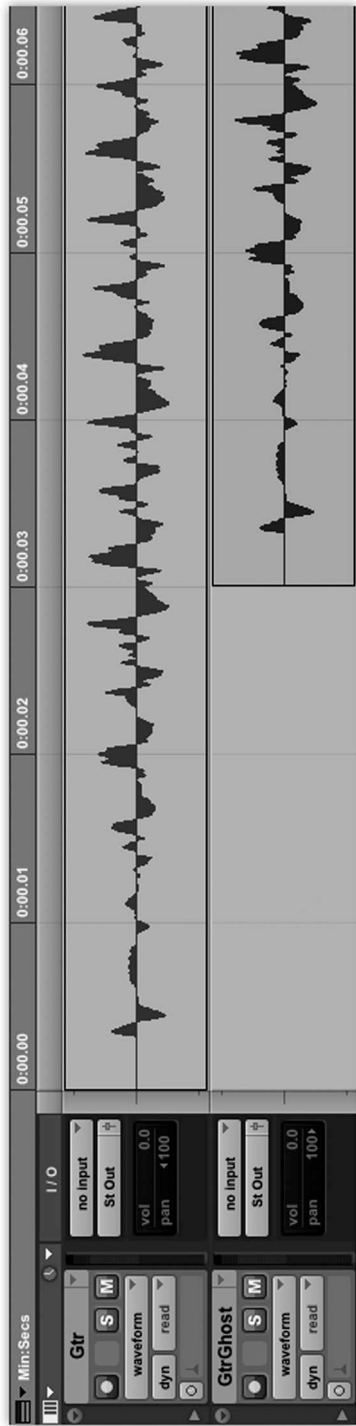 Min:Secs 0:00.00 0:00.01 0:00.02 0:00.03 0:00.04 0:00.05 0:00.06
I / O
Gtr
no input
S M
St Out
waveform
vol 0.0
dyn read
pan ◂100
GtrGhost
no input
S M
St Out
waveform
vol 0.0
dyn read
pan 100▸